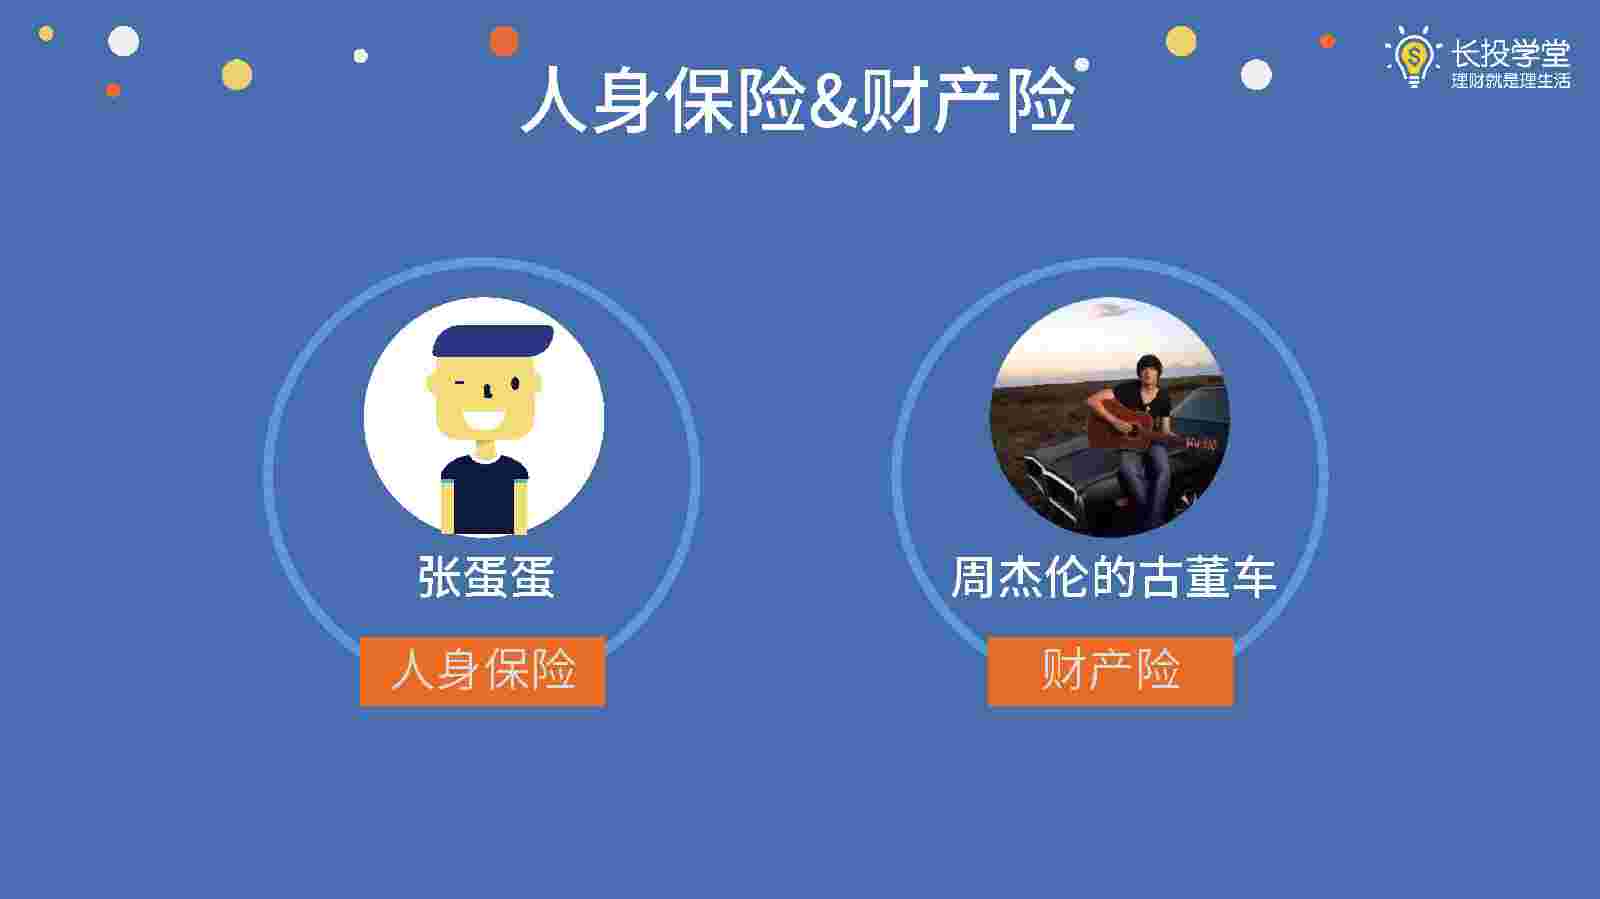 长投学堂
理财就是理生活
人身保险&财产险
张蛋蛋
周杰伦的古董车
人身保险
财产险